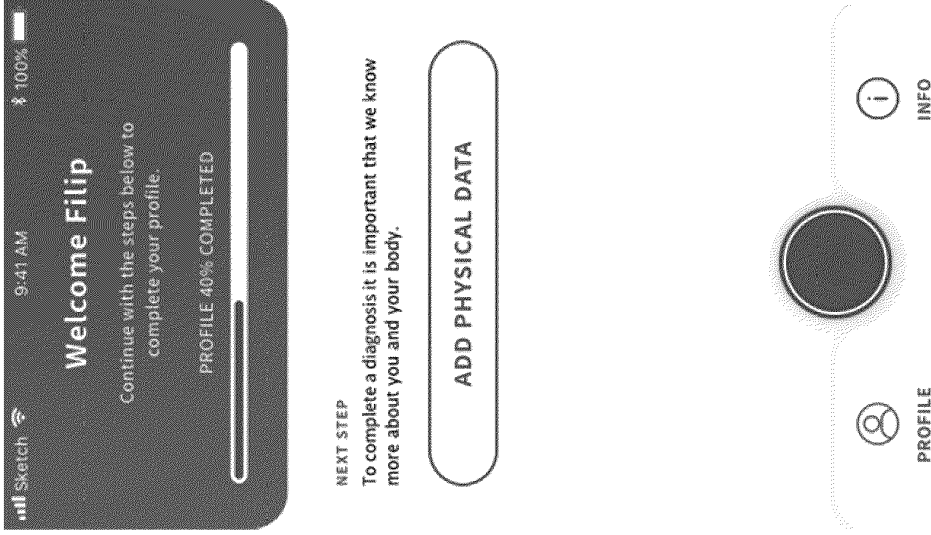 Sketch 9:41 AM 100%
Welcome Filip
Continue with the steps below to
complete your profile.
PROFILE 40% COMPLETED
NEXT STEP
To complete a diagnosis it is important that we know
more about you and your body.
ADD PHYSICAL DATA
PROFILE INFO